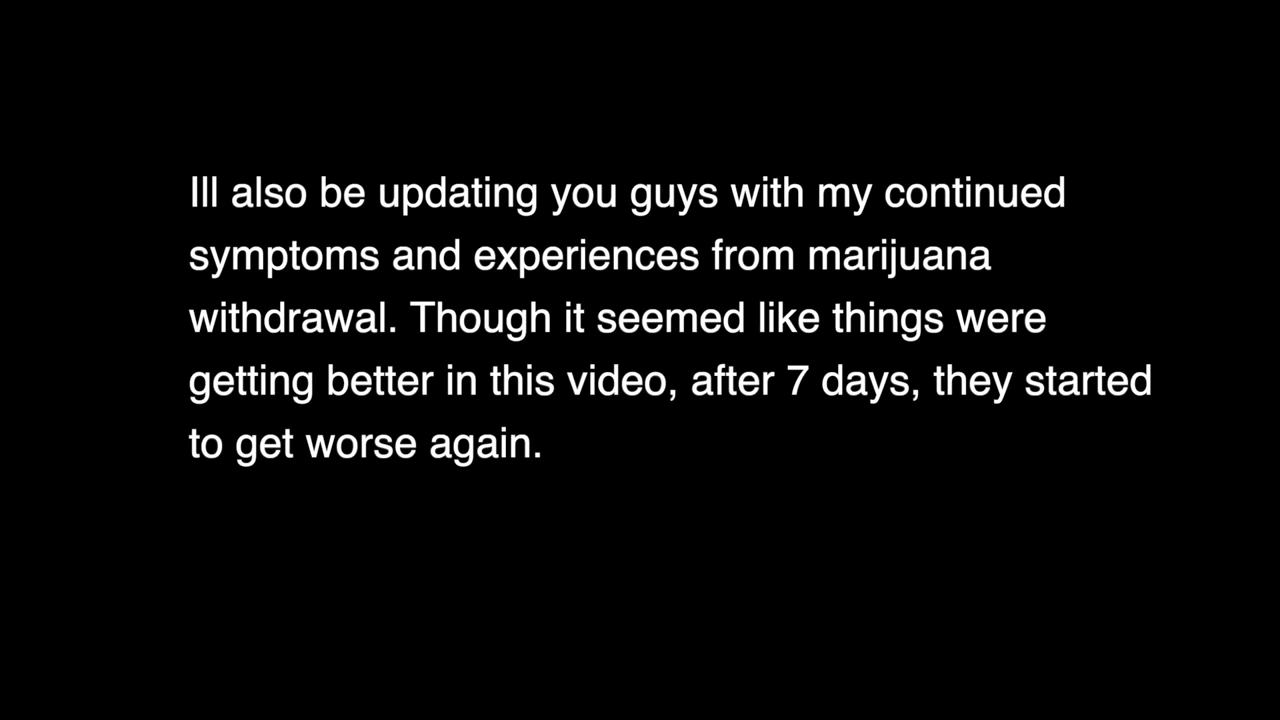 Ill also be updating you guys with my continued
symptoms and experiences from marijuana
withdrawal. Though it seemed like things were
getting better in this video, after 7 days, they started
to get worse again.